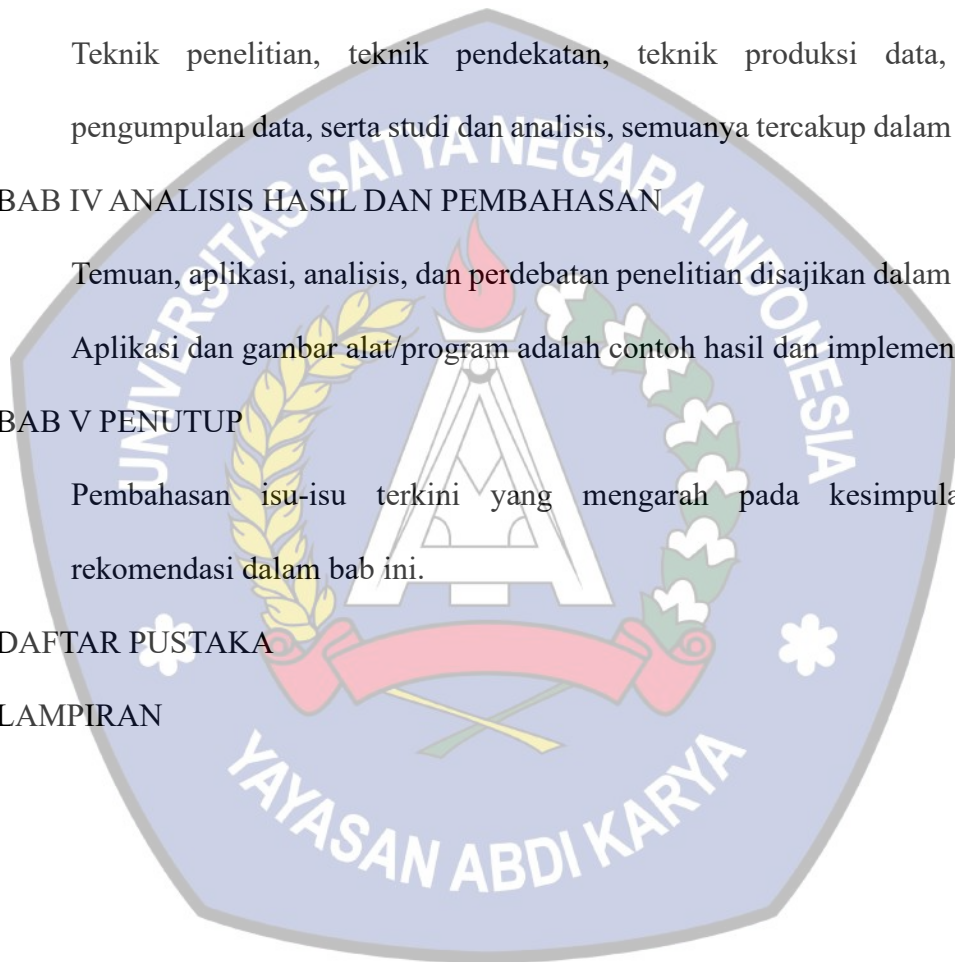 Teknik penelitian, teknik pendekatan, teknik produksi data,
pengumpulan data, serta studi dan analisis, semuanya tercakup dalam
BAB IV ANALISIS HASIL DAN PEMBAHASAN
Temuan, aplikasi, analisis, dan perdebatan penelitian disajikan dalam
Aplikasi dan gambar alat/program adalah contoh hasil dan implemen
BAB V PENUTUP
Pembahasan isu-isu terkini yang mengarah pada kesimpula
rekomendasi dalam bab ini.
DAFTAR PUSTAKA
LAMPIRAN
UNIVERSITAS SATYA NEGARA INDONESIA
YAYASAN ABDI KARYA